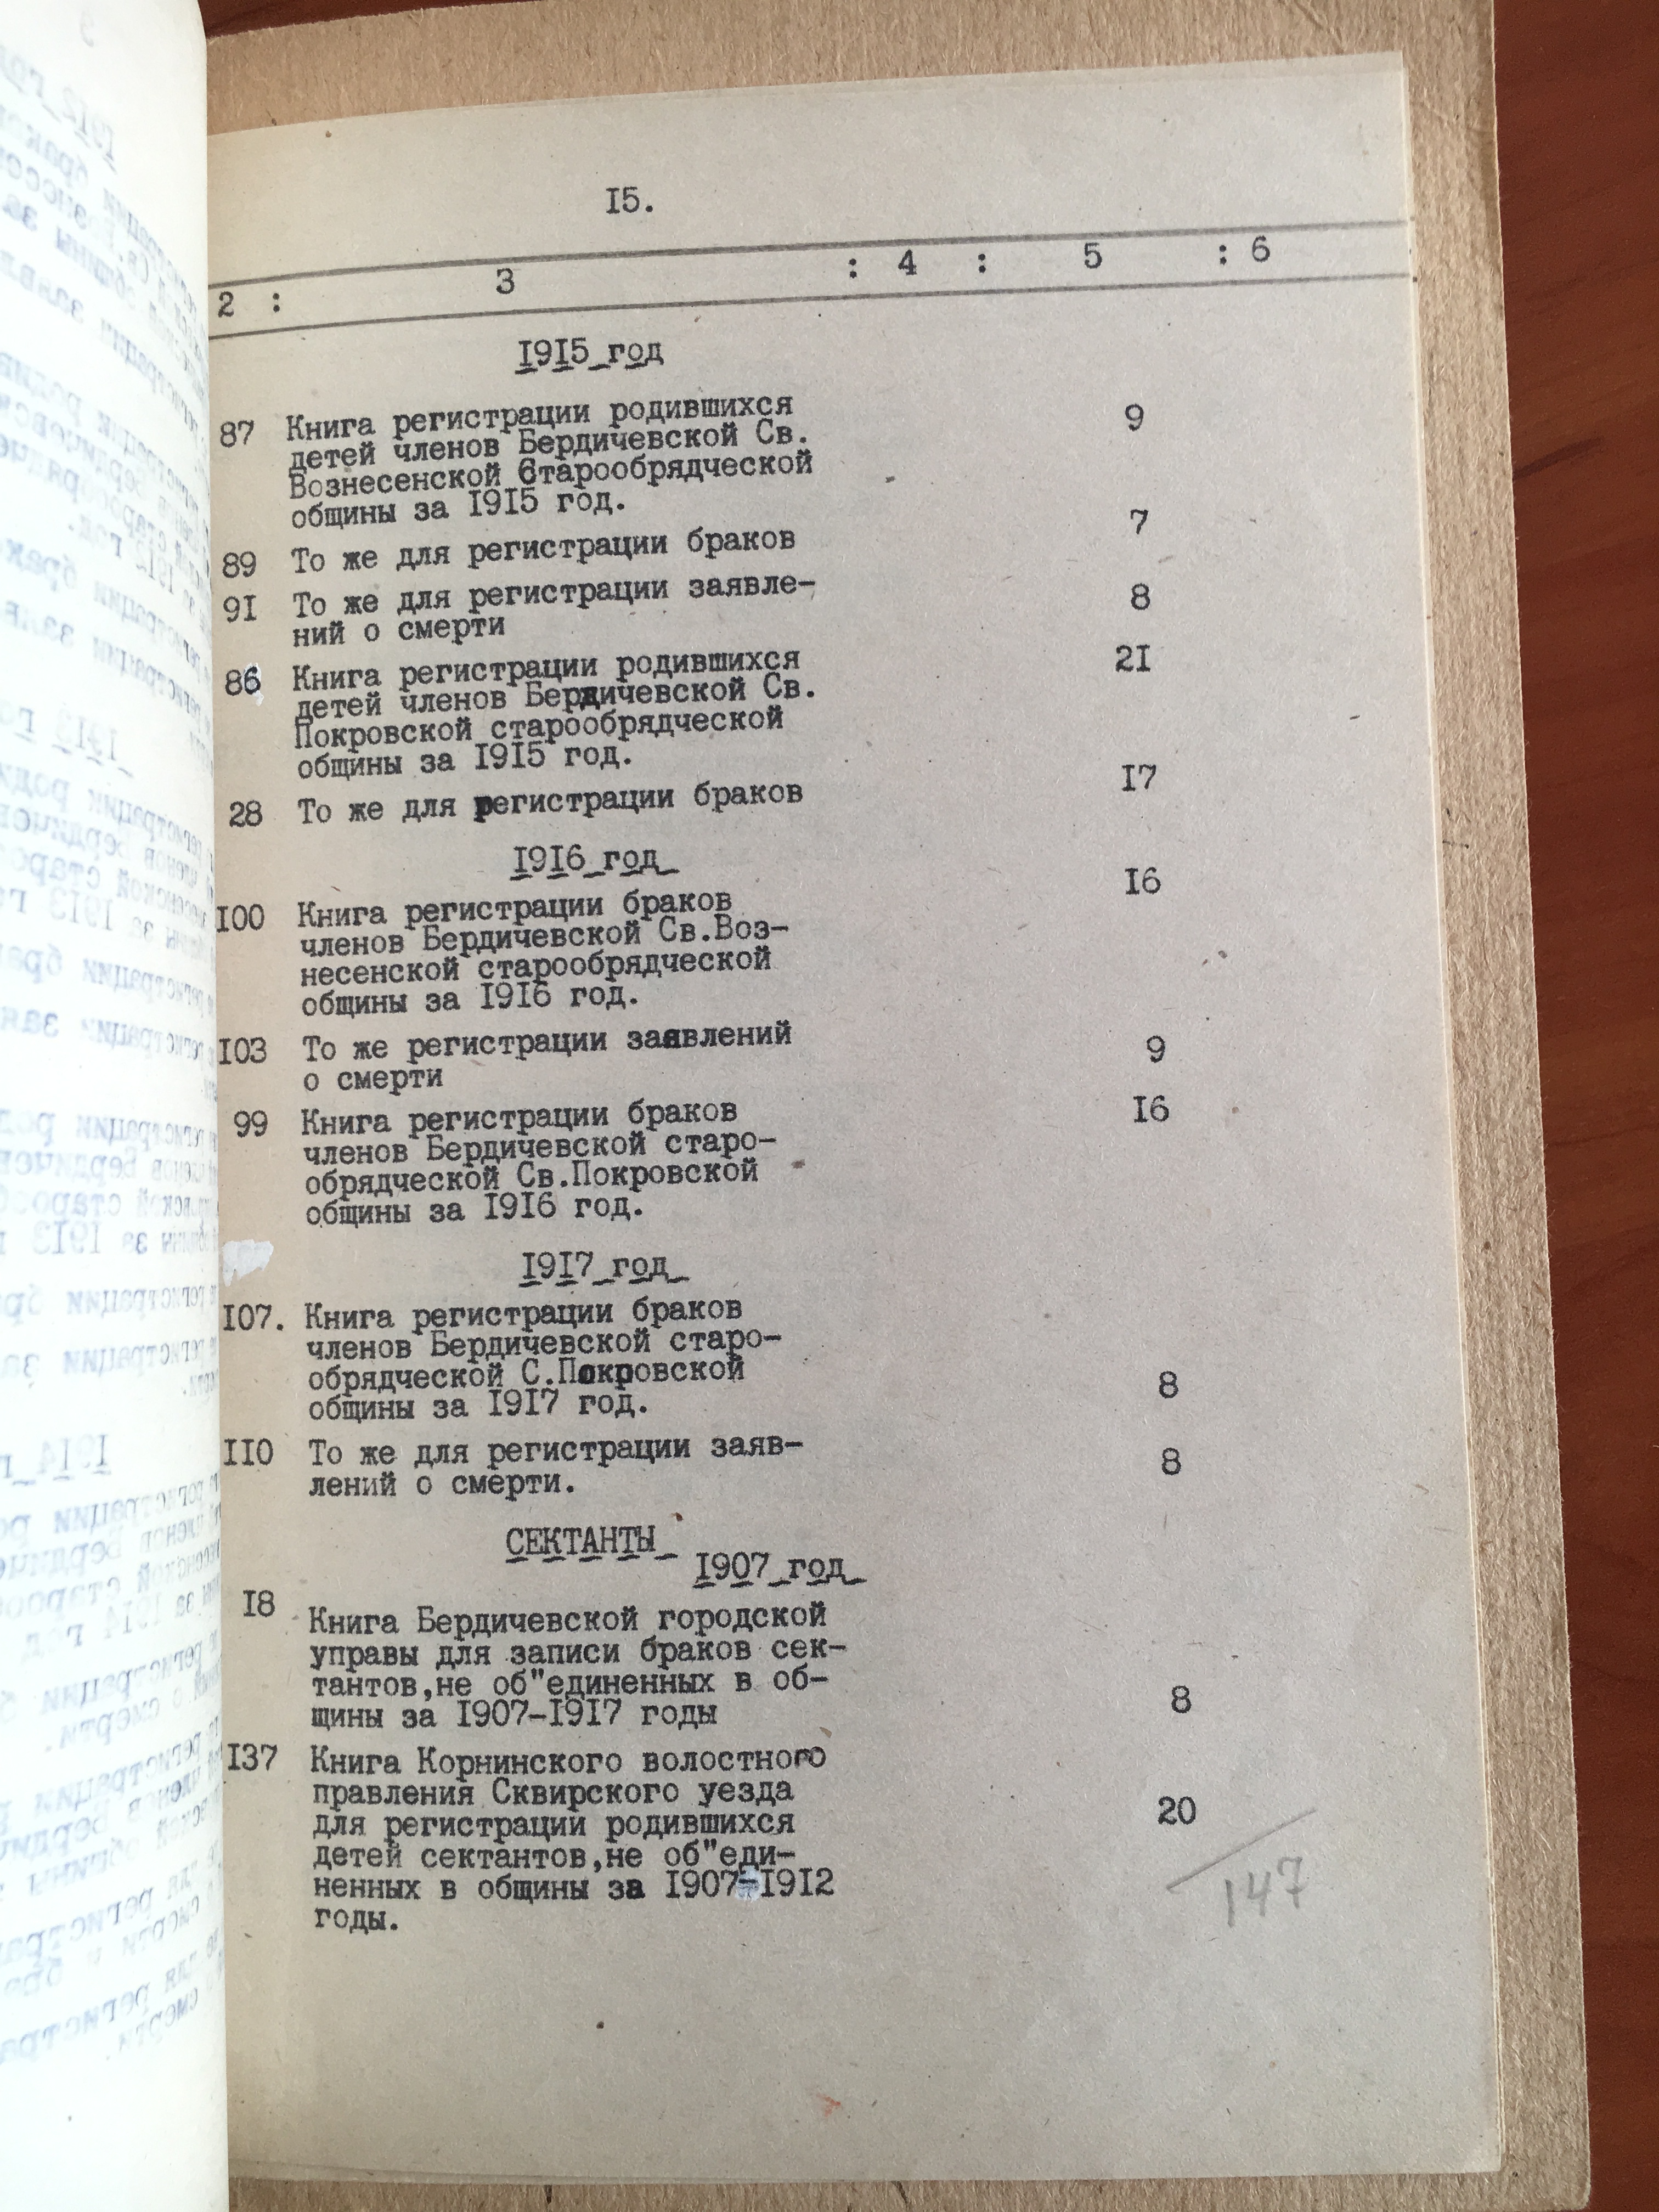 I5.
2 : 3 : 4 : 5 : 6
I9I5 год
87 Книга регистрации родившихся 9
детей членов Бердичевской Св.
Вознесенской Старообрядческой
общины за I9I5 год.
89 То же для регистрации браков 7
9I То же для регистрации заявле- 8
ний о смерти
86 Книга регистрации родившихся 2I
детей членов Бердичевской Св.
Покровской старообрядческой
общины за I9I5 год.
28 То же для регистрации браков I7
I9I6 год
I00 Книга регистрации браков I6
членов Бердичевской Св.Воз-
несенской старообрядческой
общины за I9I6 год.
I03 То же регистрации заявлений 9
о смерти
99 Книга регистрации браков I6
членов Бердичевской старо-
обрядческой Св.Покровской
общины за I9I6 год.
I9I7 год
I07. Книга регистрации браков
членов Бердичевской старо-
обрядческой С.Покровской 8
общины за I9I7 год.
II0 То же для регистрации заяв- 8
лений о смерти.
СЕКТАНТЫ
I907 год
I8 Книга Бердичевской городской
управы для записи браков сек-
тантов,не об"единенных в об- 8
щины за I907-I9I7 годы
I37 Книга Корнинского волостного
правления Сквирского уезда 20
для регистрации родившихся
детей сектантов,не об"еди-
ненных в общины за I907-I9I2 147
годы.